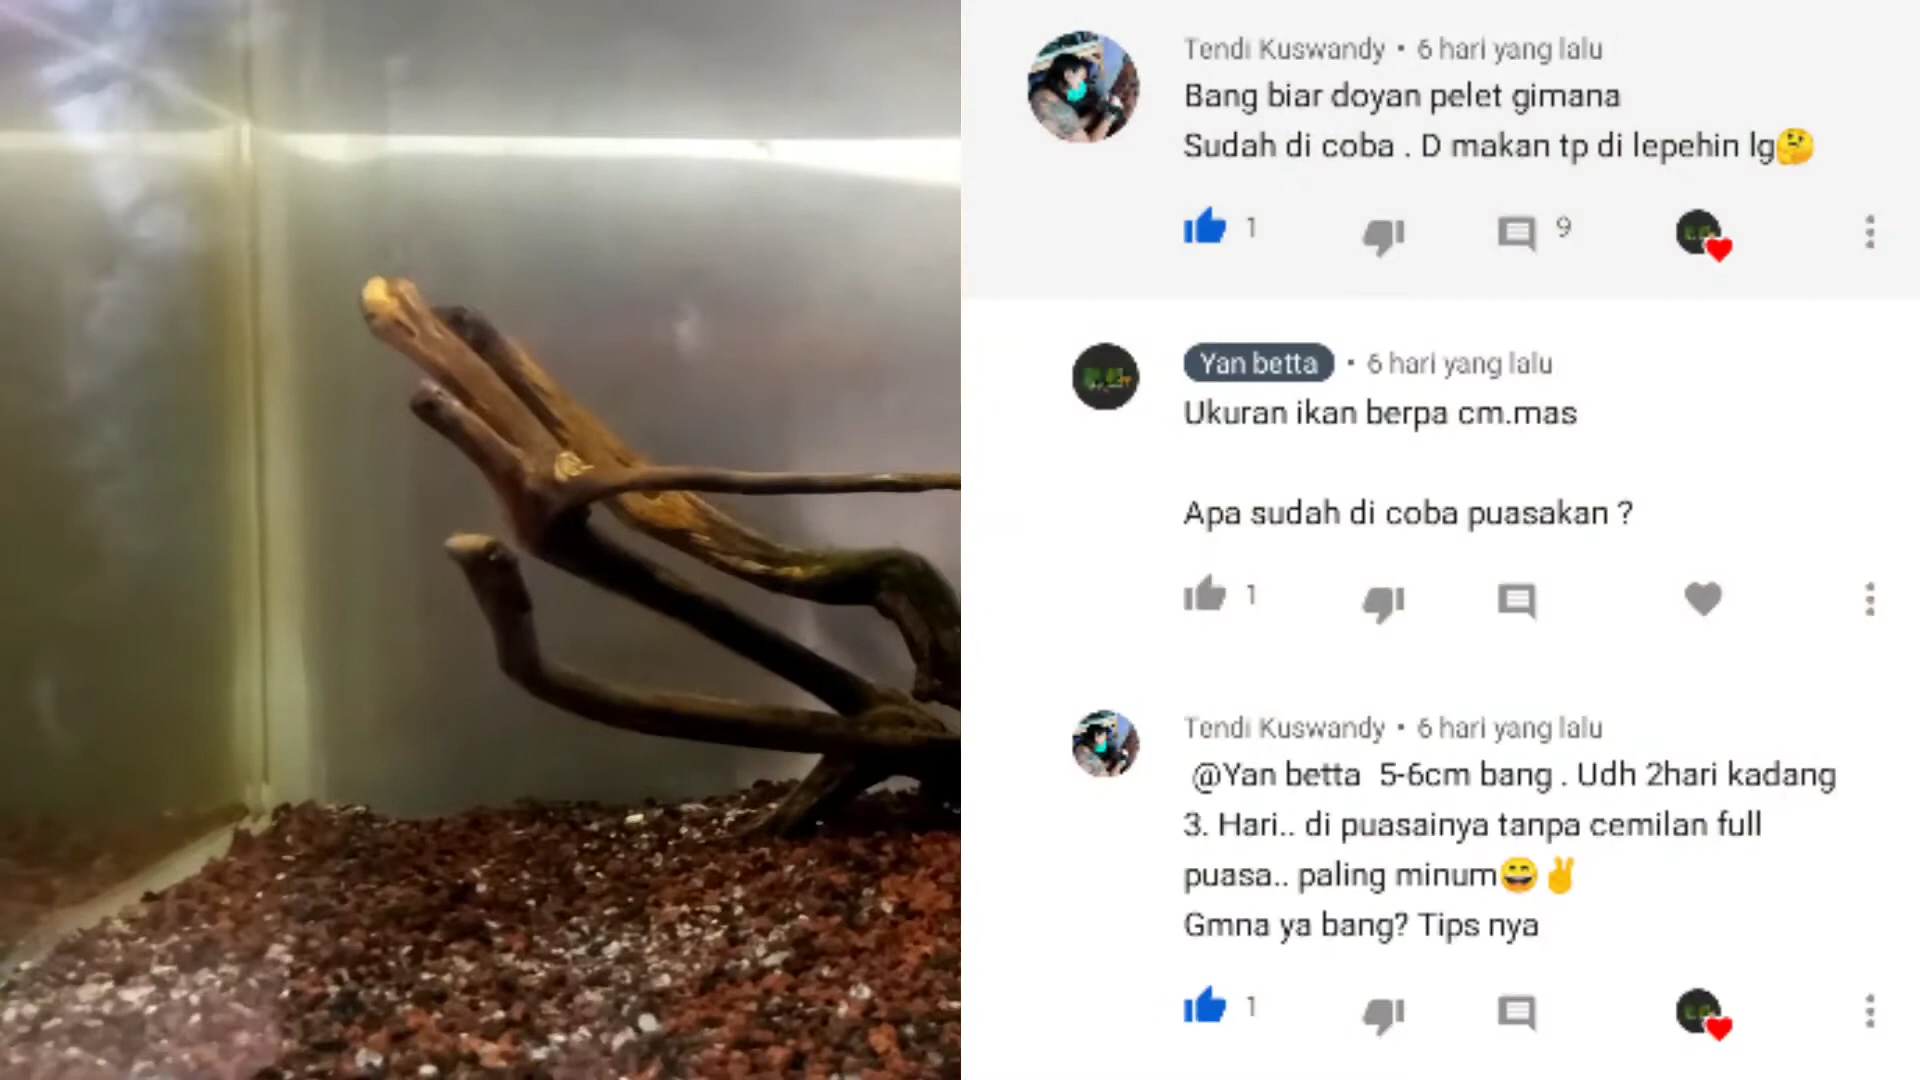 Tendi Kuswandy • 6 hari yang lalu
Bang biar doyan pelet gimana
Sudah di coba . D makan tp di lepehin lg🤔
1
9
Yan betta • 6 hari yang lalu
Ukuran ikan berpa cm.mas
Apa sudah di coba puasakan ?
1
Tendi Kuswandy • 6 hari yang lalu
@Yan betta 5-6cm bang . Udh 2hari kadang
3. Hari.. di puasainya tanpa cemilan full
puasa.. paling minum😄✌
Gmna ya bang? Tips nya
1